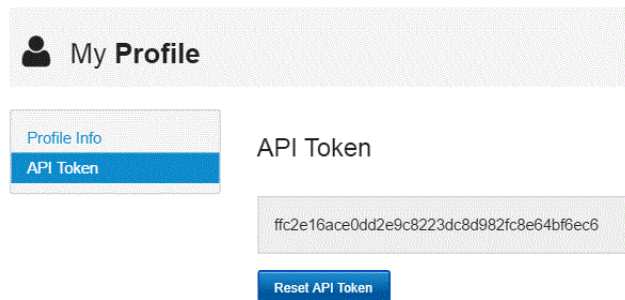 My Profile
Profile Info
API Token
API Token
ffc2e16ace0dd2e9c8223dc8d982fc8e64bf6ec6
Reset API Token